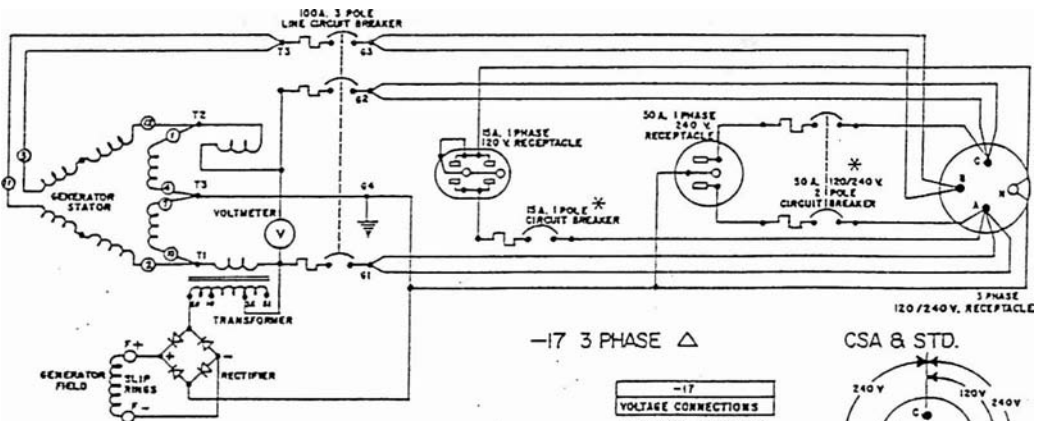 100A. 3 POLE
LINE CIRCUIT BREAKER
T3
G3
G2
T2
12
1
50 A. 1 PHASE
240 V.
RECEPTACLE
15A. 1 PHASE
120 V. RECEPTACLE
C
B
N
A
*
50 A. 120/240 V.
2 POLE
CIRCUIT BREAKER
*
15A. 1 POLE
CIRCUIT BREAKER
GENERATOR
STATOR
T3
G4
VOLTMETER
V
T1
G1
TRANSFORMER
3 PHASE
120/240 V. RECEPTACLE
-17 3 PHASE Δ
CSA & STD.
F+
+
-
GENERATOR
FIELD
SLIP
RINGS
RECTIFIER
F-
-17
VOLTAGE CONNECTIONS
240 V
120V
240V
C